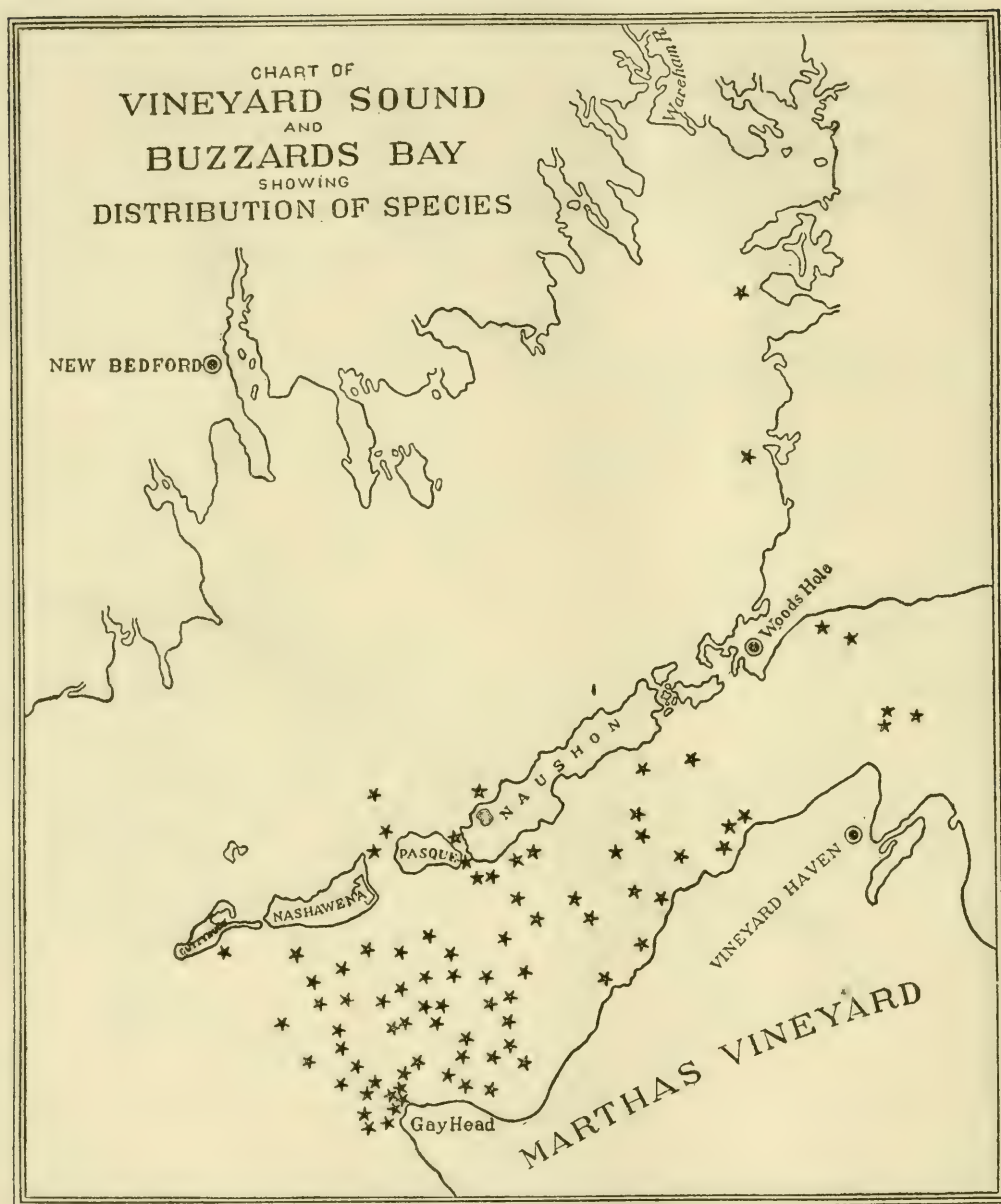 CHART OF
VINEYARD SOUND
AND
BUZZARDS BAY
SHOWING
DISTRIBUTION OF SPECIES
Wareham R.
NEW BEDFORD
Woods Hole
NAUSHON
PASQUE
NASHAWENA
CUTTYHUNK
VINEYARD HAVEN
MARTHAS VINEYARD
Gay Head